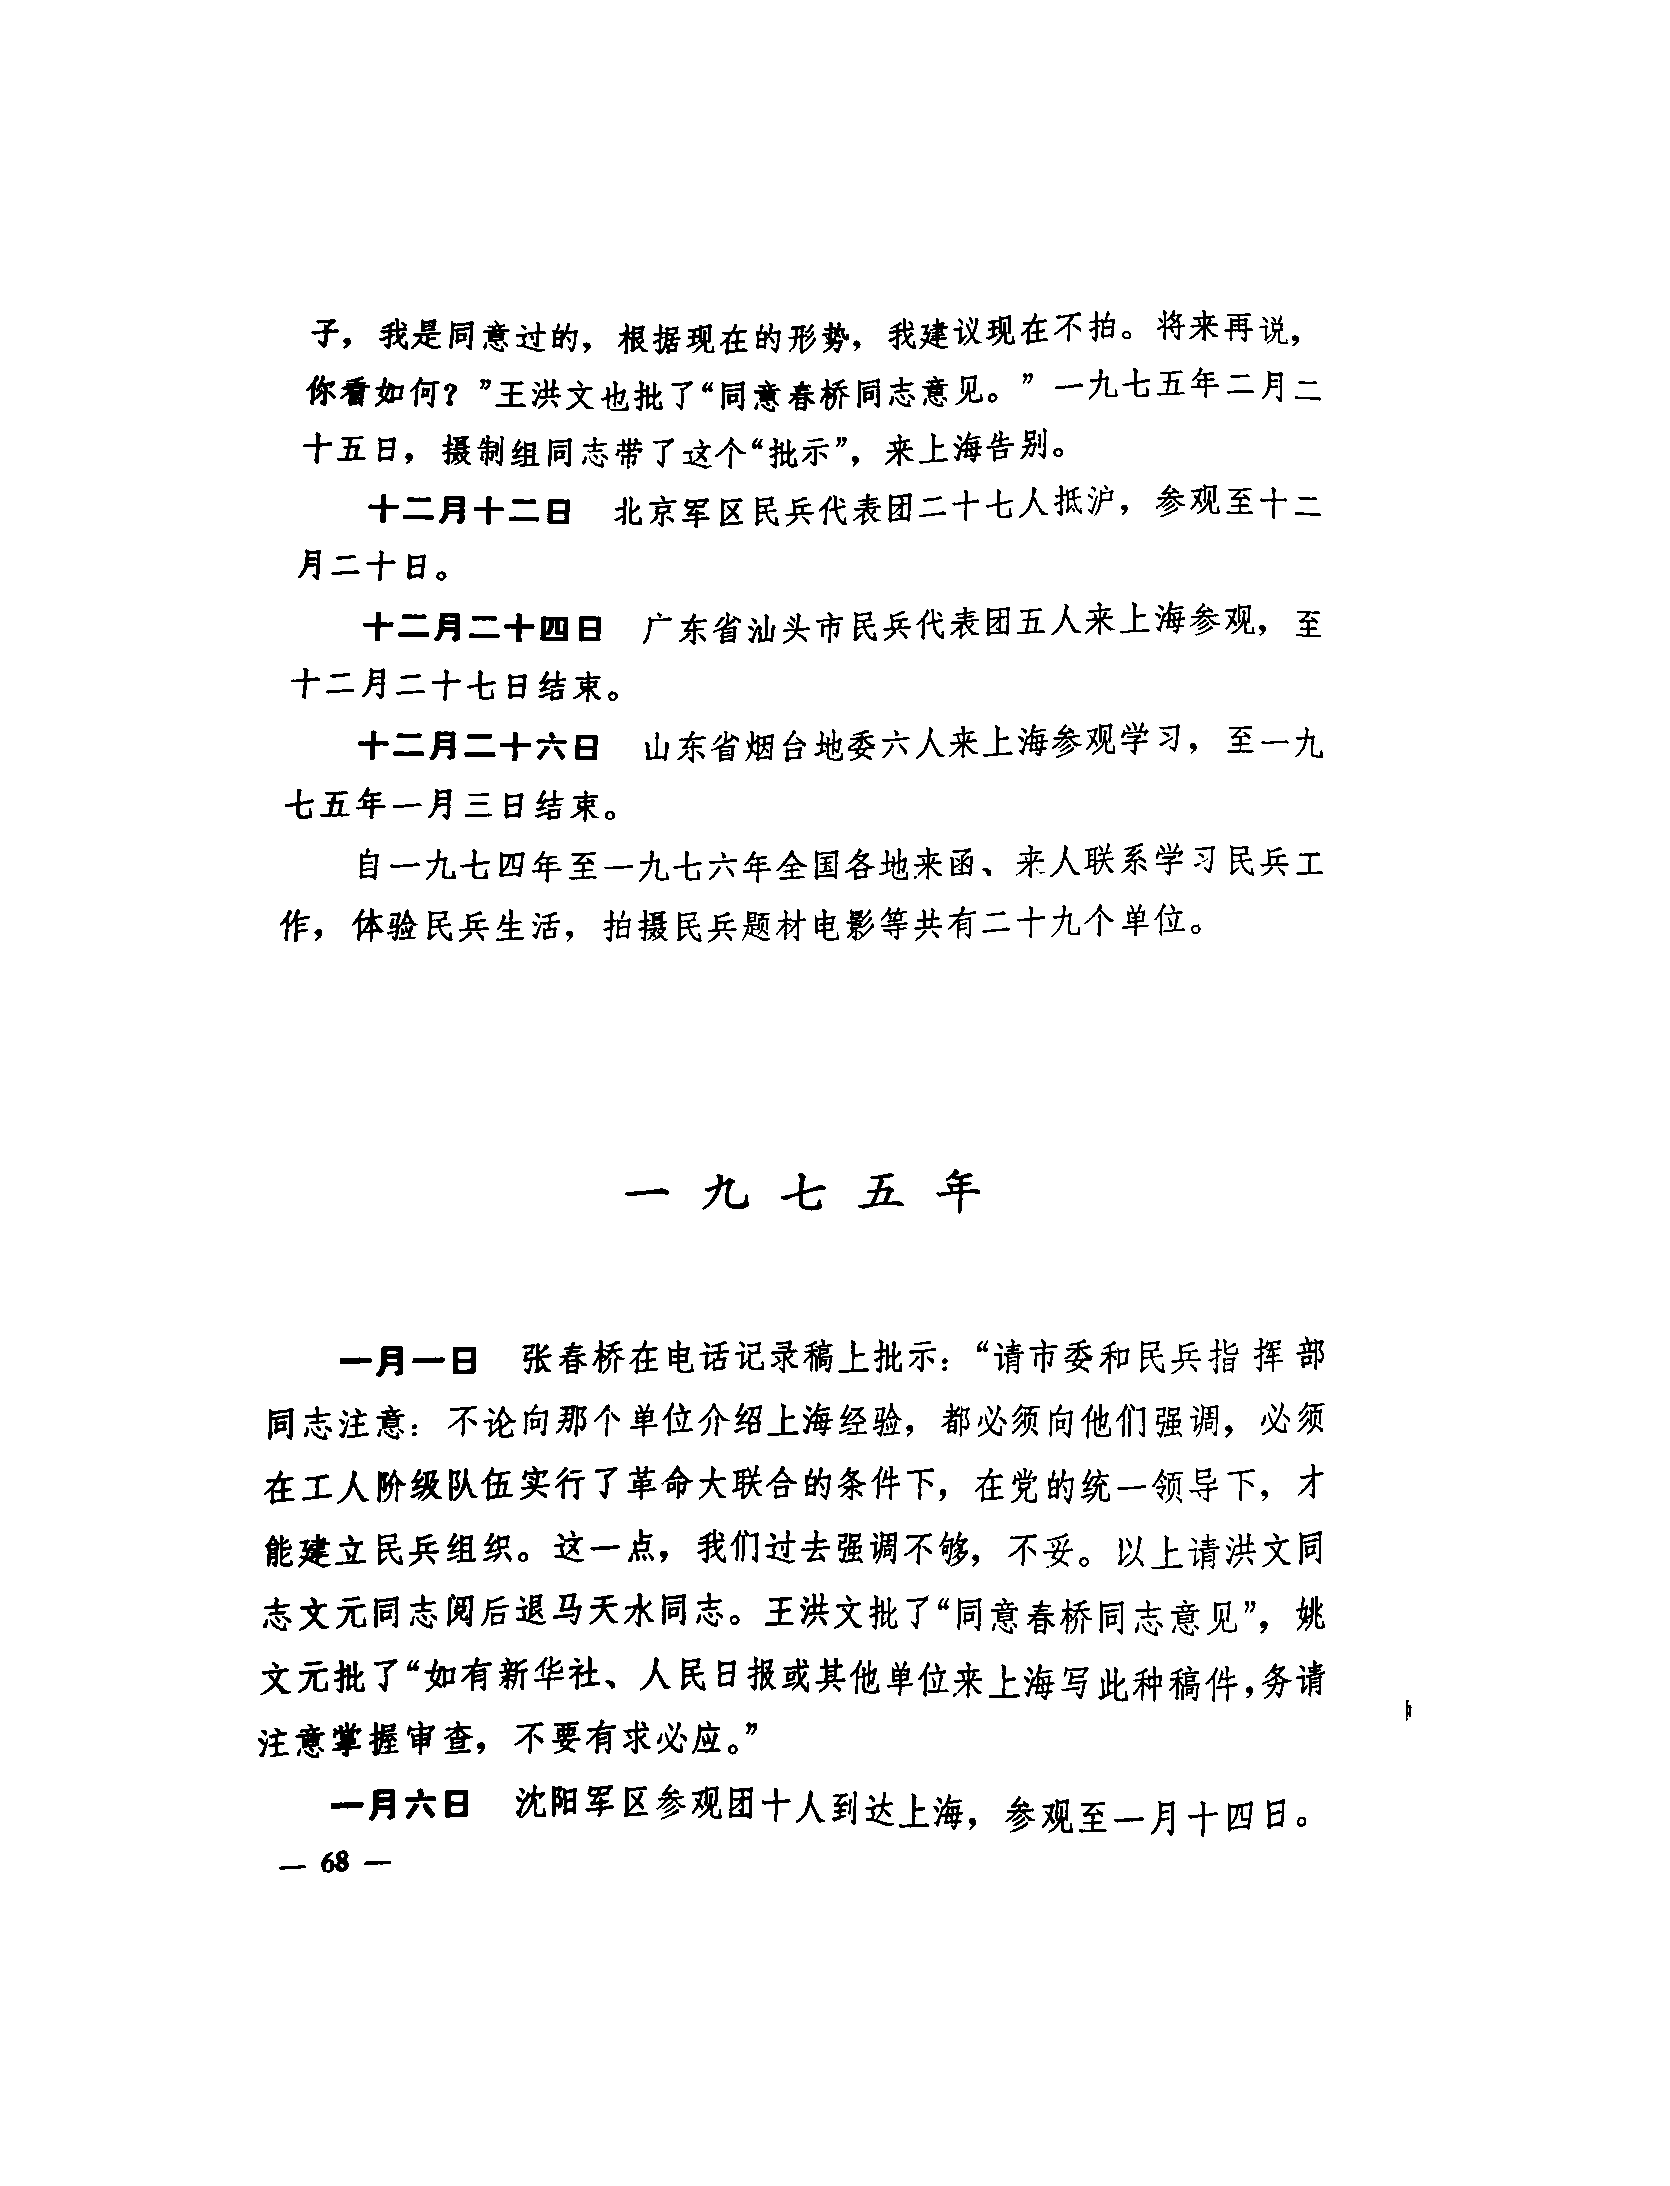 子，我是同意过的，根据现在的形势，我建议现在不拍。将来再说，
你看如何？”王洪文也批了“同意春桥同志意见。”一九七五年二月二
十五日，摄制组同志带了这个“批示”，来上海告别。
十二月十二日　北京军区民兵代表团二十七人抵沪，参观至十二
月二十日。
十二月二十四日　广东省汕头市民兵代表团五人来上海参观，至
十二月二十七日结束。
十二月二十六日　山东省烟台地委六人来上海参观学习，至一九
七五年一月三日结束。
自一九七四年至一九七六年全国各地来函、来人联系学习民兵工
作，体验民兵生活，拍摄民兵题材电影等共有二十九个单位。
一九七五年
一月一日　张春桥在电话记录稿上批示：“请市委和民兵指挥部
同志注意：不论向那个单位介绍上海经验，都必须向他们强调，必须
在工人阶级队伍实行了革命大联合的条件下，在党的统一领导下，才
能建立民兵组织。这一点，我们过去强调不够，不妥。以上请洪文同
志文元同志阅后退马天水同志。王洪文批了“同意春桥同志意见”，姚
文元批了“如有新华社、人民日报或其他单位来上海写此种稿件，务请
注意掌握审查，不要有求必应。”
一月六日　沈阳军区参观团十人到达上海，参观至一月十四日。
— 68 —